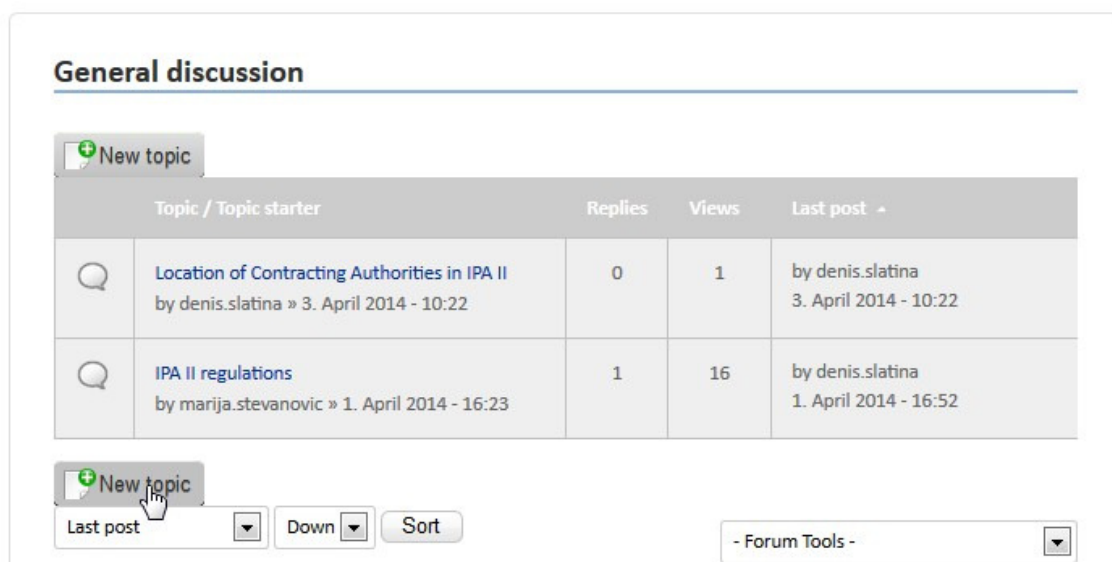 General discussion
New topic
Topic / Topic starter Replies Views Last post
Location of Contracting Authorities in IPA II 0 1 by denis.slatina
by denis.slatina » 3. April 2014 - 10:22 3. April 2014 - 10:22
IPA II regulations 1 16 by denis.slatina
by marija.stevanovic » 1. April 2014 - 16:23 1. April 2014 - 16:52
New topic
Last post Down Sort - Forum Tools -